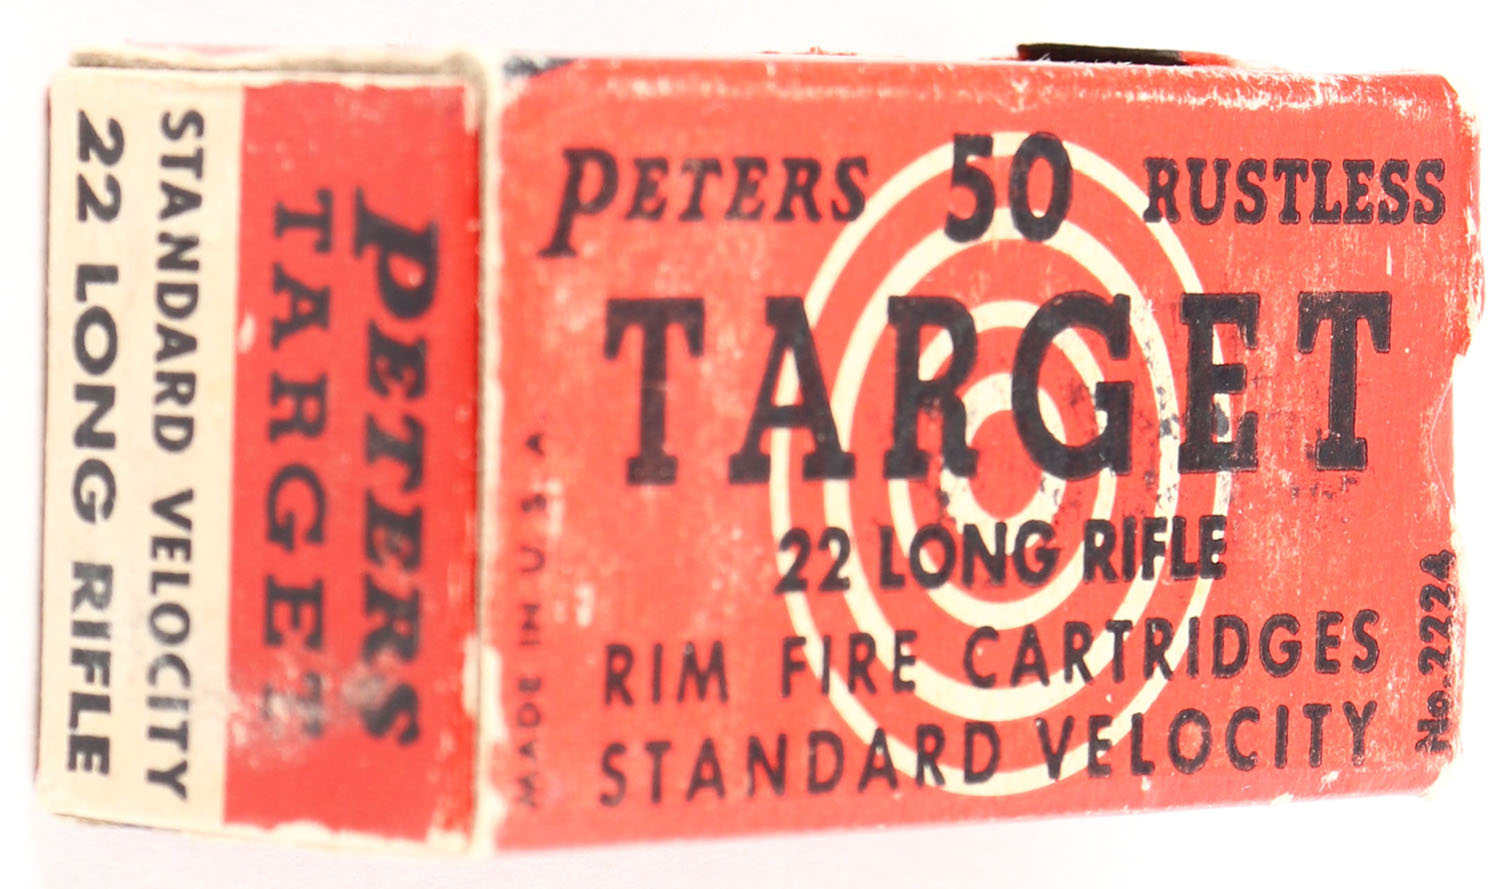 PETERS 50 RUSTLESS
TARGET
22 LONG RIFLE
RIM FIRE CARTRIDGES
STANDARD VELOCITY
MADE IN U.S.A.
No. 2224
PETERS
TARGET
STANDARD VELOCITY
22 LONG RIFLE